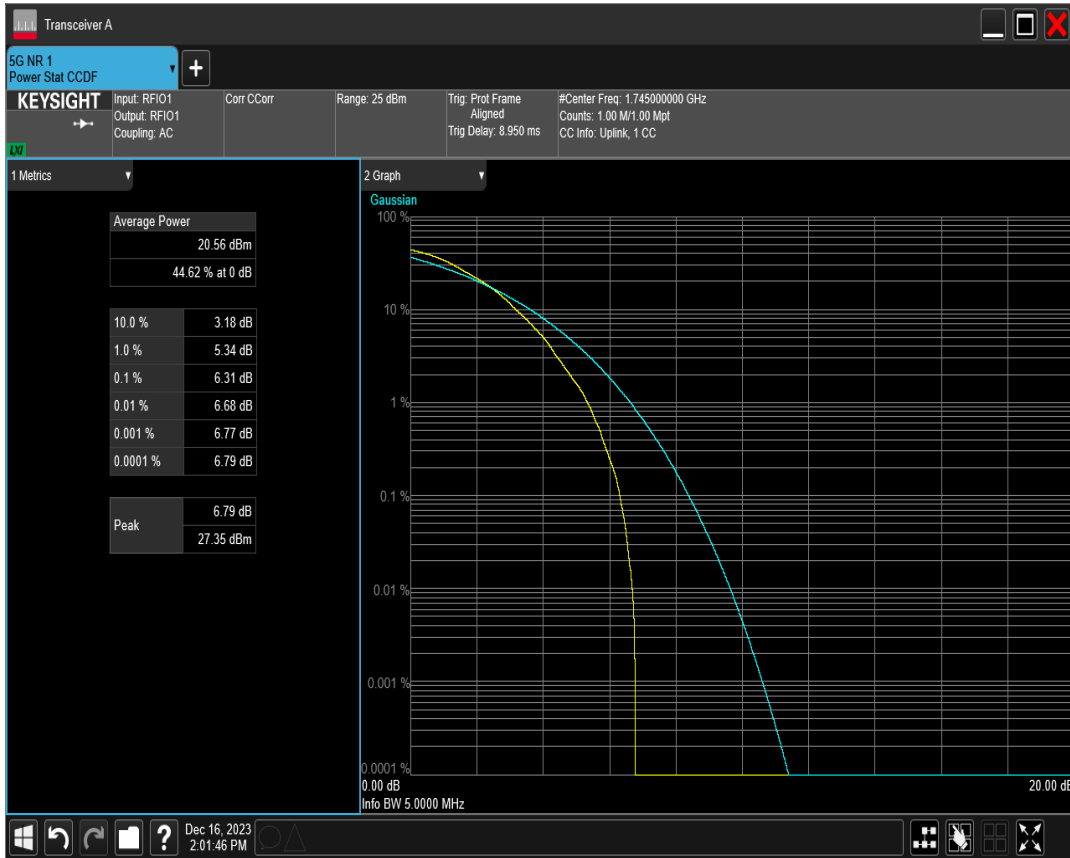 Transceiver A
5G NR 1
Power Stat CCDF
KEYSIGHT
LXI
Input: RFIO1
Output: RFIO1
Coupling: AC
Corr CCorr
Range: 25 dBm
Trig: Prot Frame
Aligned
Trig Delay: 8.950 ms
#Center Freq: 1.745000000 GHz
Counts: 1.00 M/1.00 Mpt
CC Info: Uplink, 1 CC
1 Metrics
Average Power
20.56 dBm
44.62 % at 0 dB
10.0 % 3.18 dB
1.0 % 5.34 dB
0.1 % 6.31 dB
0.01 % 6.68 dB
0.001 % 6.77 dB
0.0001 % 6.79 dB
Peak
6.79 dB
27.35 dBm
2 Graph
Gaussian
100 %
10 %
1 %
0.1 %
0.01 %
0.001 %
0.0001 %
0.00 dB 20.00 dB
Info BW 5.0000 MHz
?
Dec 16, 2023
2:01:46 PM